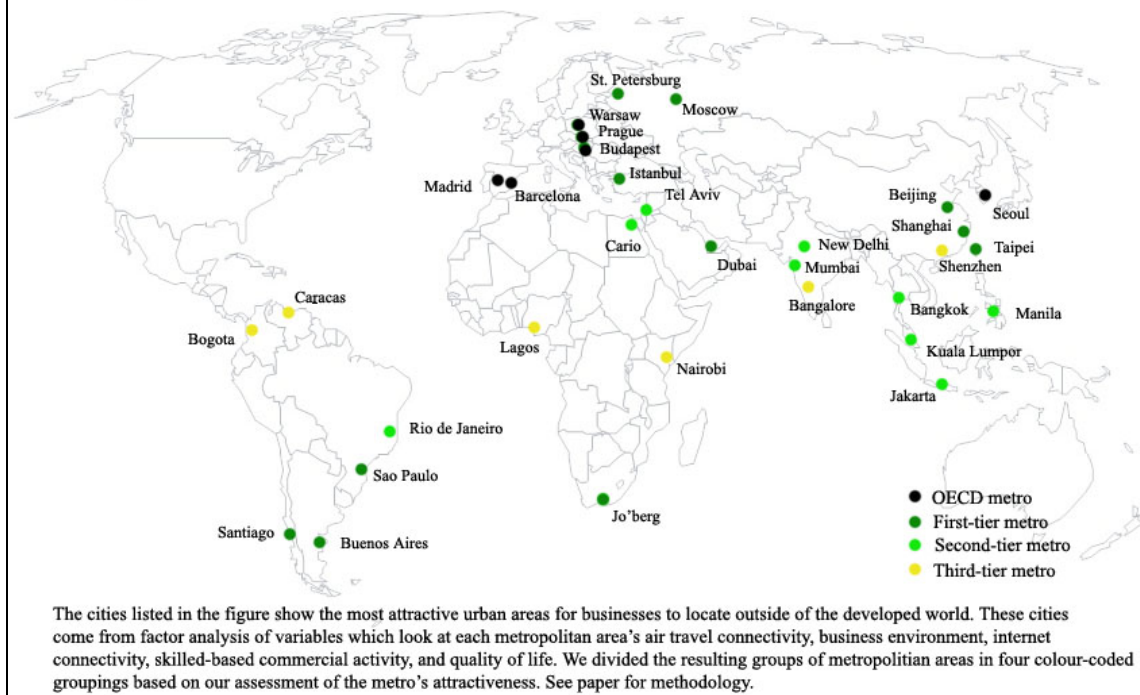 St. Petersburg
Moscow
Warsaw
Prague
Budapest
Istanbul
Madrid
Barcelona
Tel Aviv
Beijing
Seoul
Shanghai
Cario
Dubai
New Delhi
Taipei
Mumbai
Shenzhen
Bangalore
Caracas
Bangkok
Manila
Bogota
Lagos
Kuala Lumpor
Nairobi
Jakarta
Rio de Janeiro
Sao Paulo
Jo'berg
Santiago
Buenos Aires
OECD metro
First-tier metro
Second-tier metro
Third-tier metro
The cities listed in the figure show the most attractive urban areas for businesses to locate outside of the developed world. These cities
come from factor analysis of variables which look at each metropolitan area's air travel connectivity, business environment, internet
connectivity, skilled-based commercial activity, and quality of life. We divided the resulting groups of metropolitian areas in four colour-coded
groupings based on our assessment of the metro's attractiveness. See paper for methodology.